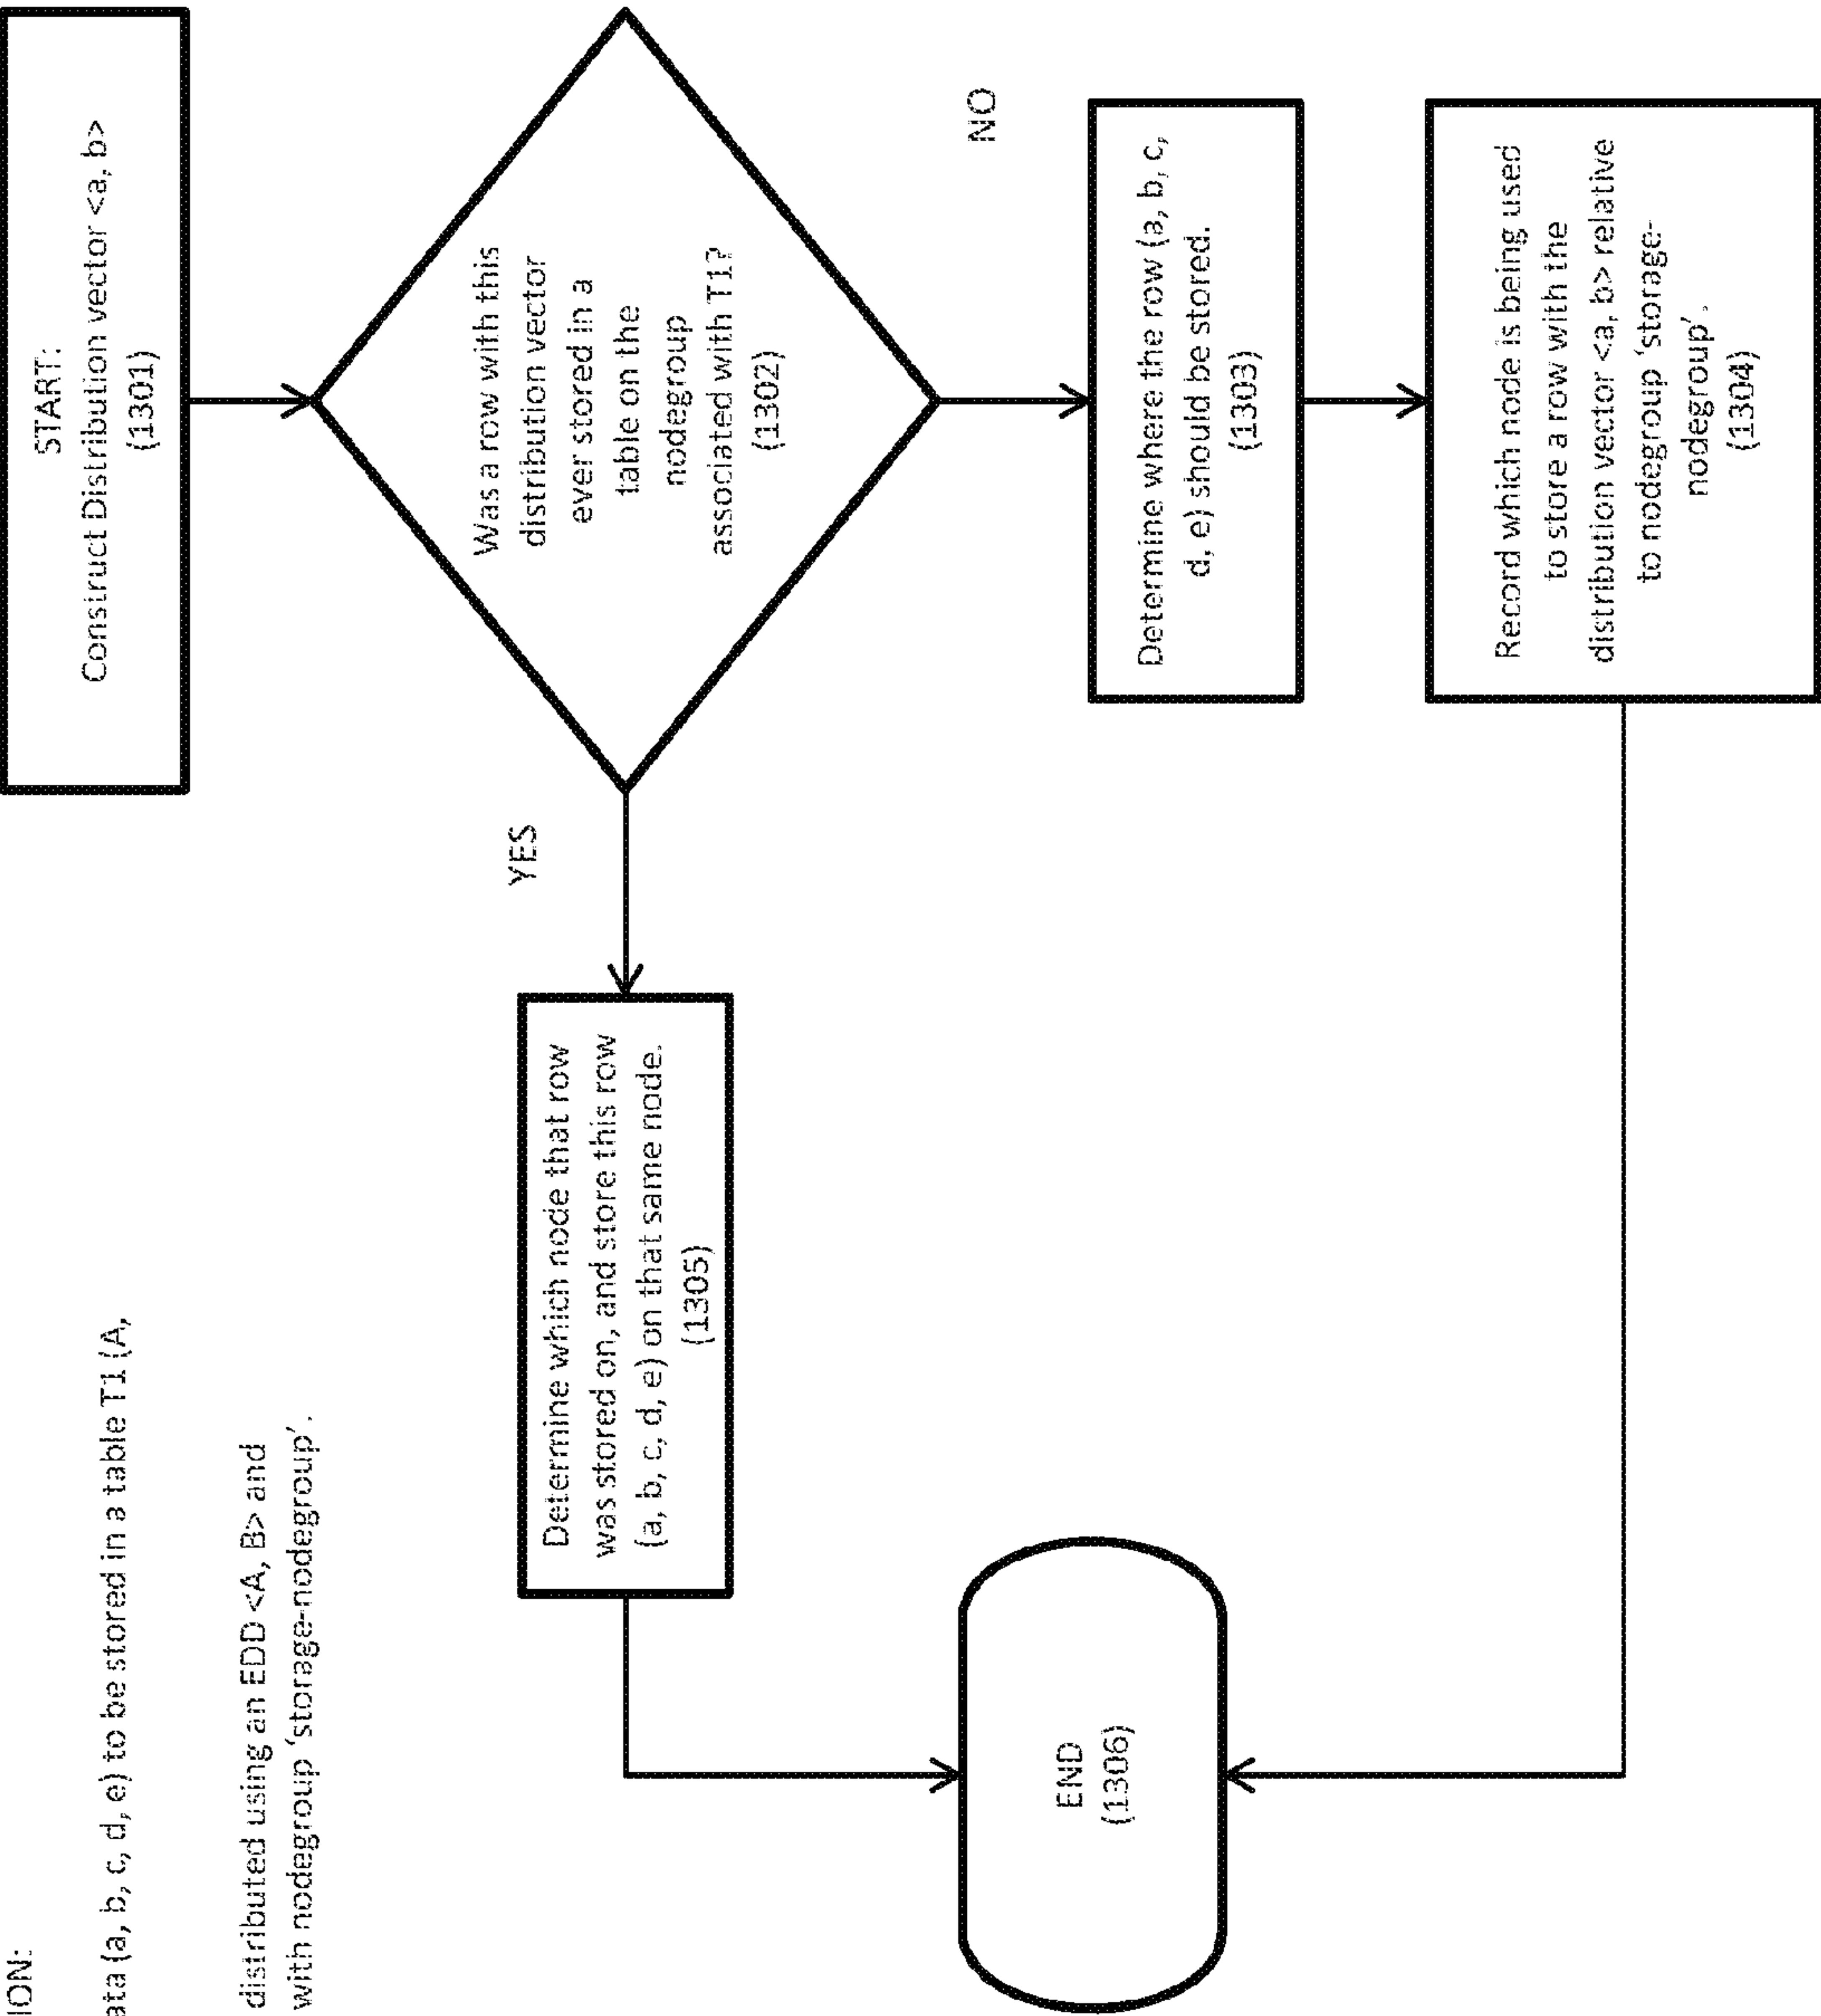 distributed using an EDD <A, B> and
with nodegroup 'storage-nodegroup'.
(a, b, c, d, e) to be stored in a table T1 (A,
START:
Construct Distribution vector <a, b>
(1301)
Was a row with this
distribution vector
ever stored in a
table on the
nodegroup
associated with T1?
(1302)
YES
NO
Determine which node that row
was stored on, and store this row
(a, b, c, d, e) on that same node.
(1305)
Determine where the row (a, b, c,
d, e) should be stored.
(1303)
Record which node is being used
to store a row with the
distribution vector <a, b> relative
to nodegroup 'storage-
nodegroup'.
(1304)
END
(1306)